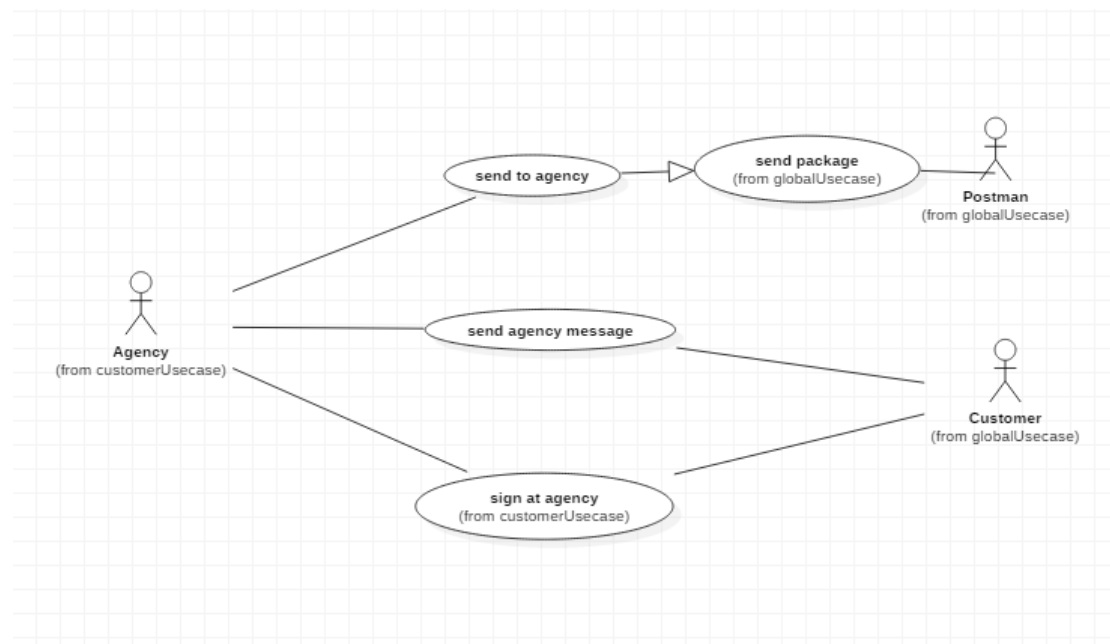 send to agency
send package
(from globalUsecase)
Postman
(from globalUsecase)
Agency
(from customerUsecase)
send agency message
Customer
(from globalUsecase)
sign at agency
(from customerUsecase)